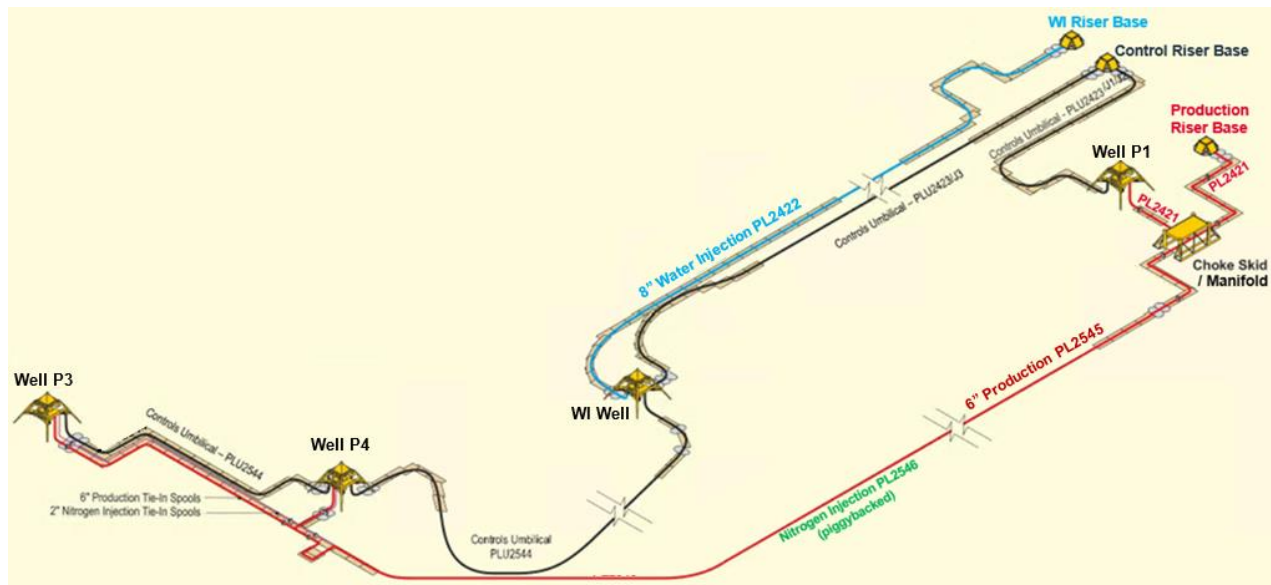 WI Riser Base
Control Riser Base
Production
Riser Base
Well P1
Controls Umbilical - PLU2423
PL2421
PL2421
Choke Skid
/ Manifold
8” Water Injection PL2422
Controls Umbilical – PLU2423/J3
6” Production PL2545
WI Well
Well P3
Controls Umbilical – PLU2544
Well P4
6" Production Tie-In Spools
2" Nitrogen Injection Tie-In Spools
Controls Umbilical
PLU2544
Nitrogen Injection PL2546
(piggybacked)